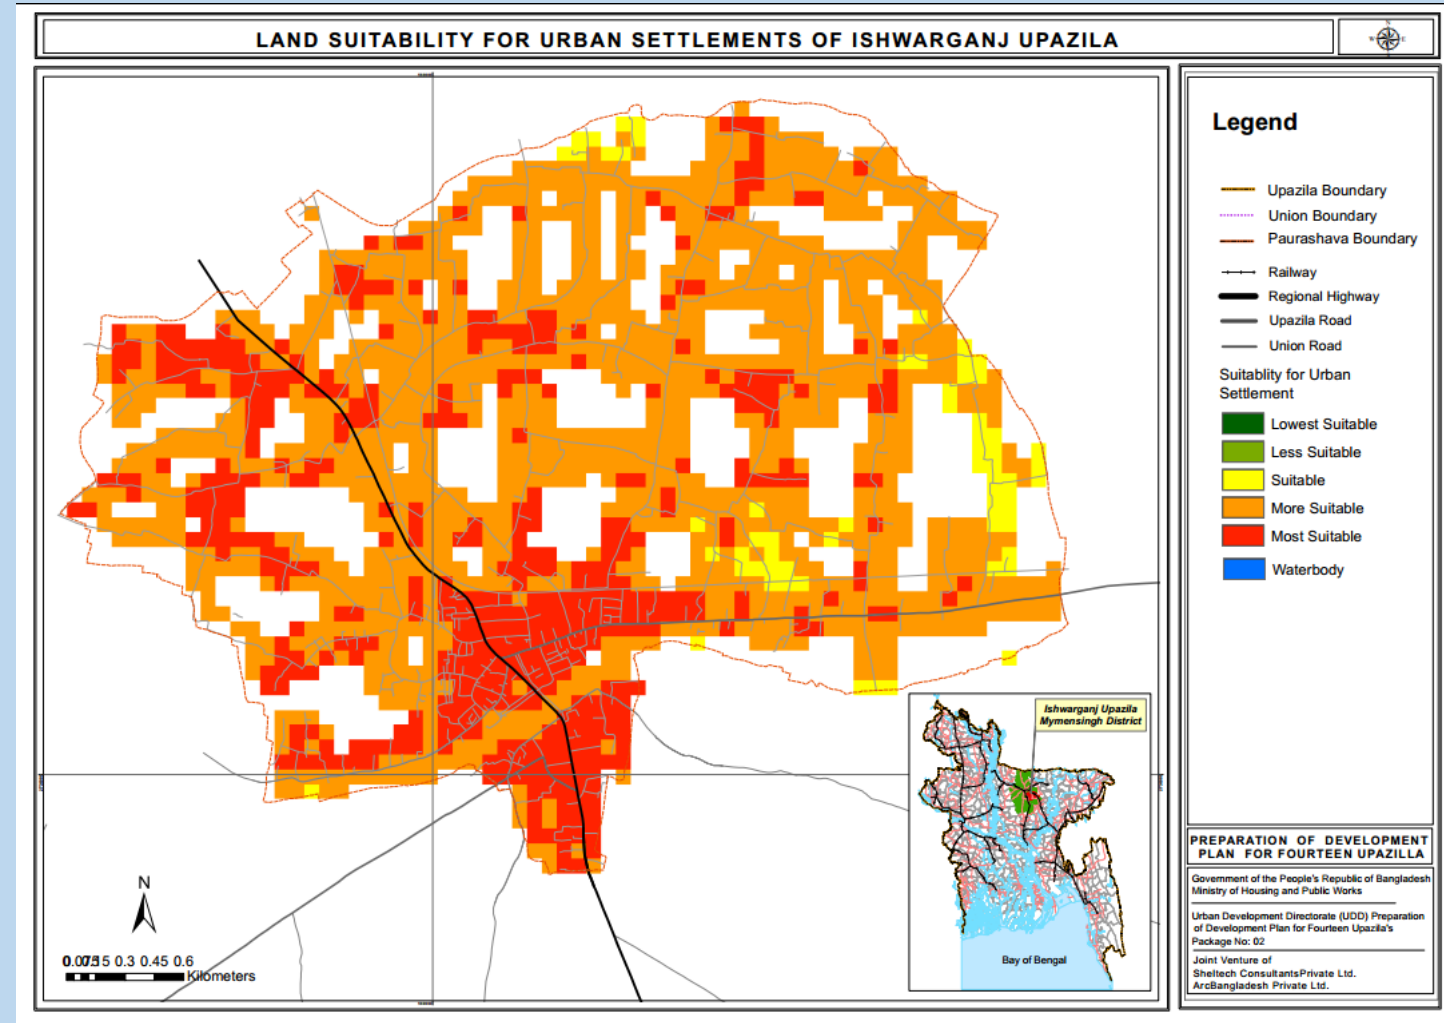 LAND SUITABILITY FOR URBAN SETTLEMENTS OF ISHWARGANJ UPAZILA
N
W
E
Legend
Upazila Boundary
Union Boundary
Paurashava Boundary
Railway
Regional Highway
Upazila Road
Union Road
Suitablity for Urban
Settlement
Lowest Suitable
Less Suitable
Suitable
More Suitable
Most Suitable
Waterbody
Ishwarganj Upazila
Mymensingh District
Bay of Bengal
N
0.3 0.45 0.6
Kilometers
PREPARATION OF DEVELOPMENT
PLAN FOR FOURTEEN UPAZILLA
Government of the People's Republic of Bangladesh
Ministry of Housing and Public Works
Urban Development Directorate (UDD) Preparation
of Development Plan for Fourteen Upazila's
Package No: 02
Joint Venture of
Sheltech ConsultantsPrivate Ltd.
ArcBangladesh Private Ltd.